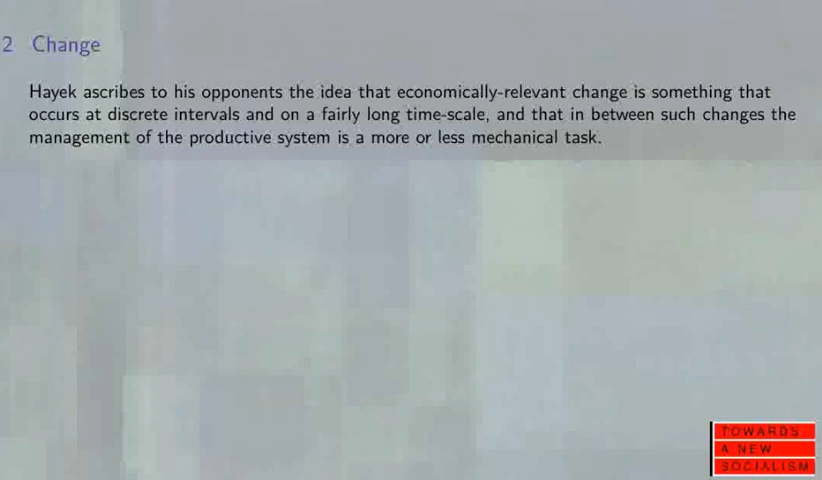 2 Change
Hayek ascribes to his opponents the idea that economically-relevant change is something that
occurs at discrete intervals and on a fairly long time-scale, and that in between such changes the
management of the productive system is a more or less mechanical task.
TOWARDS
A NEW
SOCIALISM